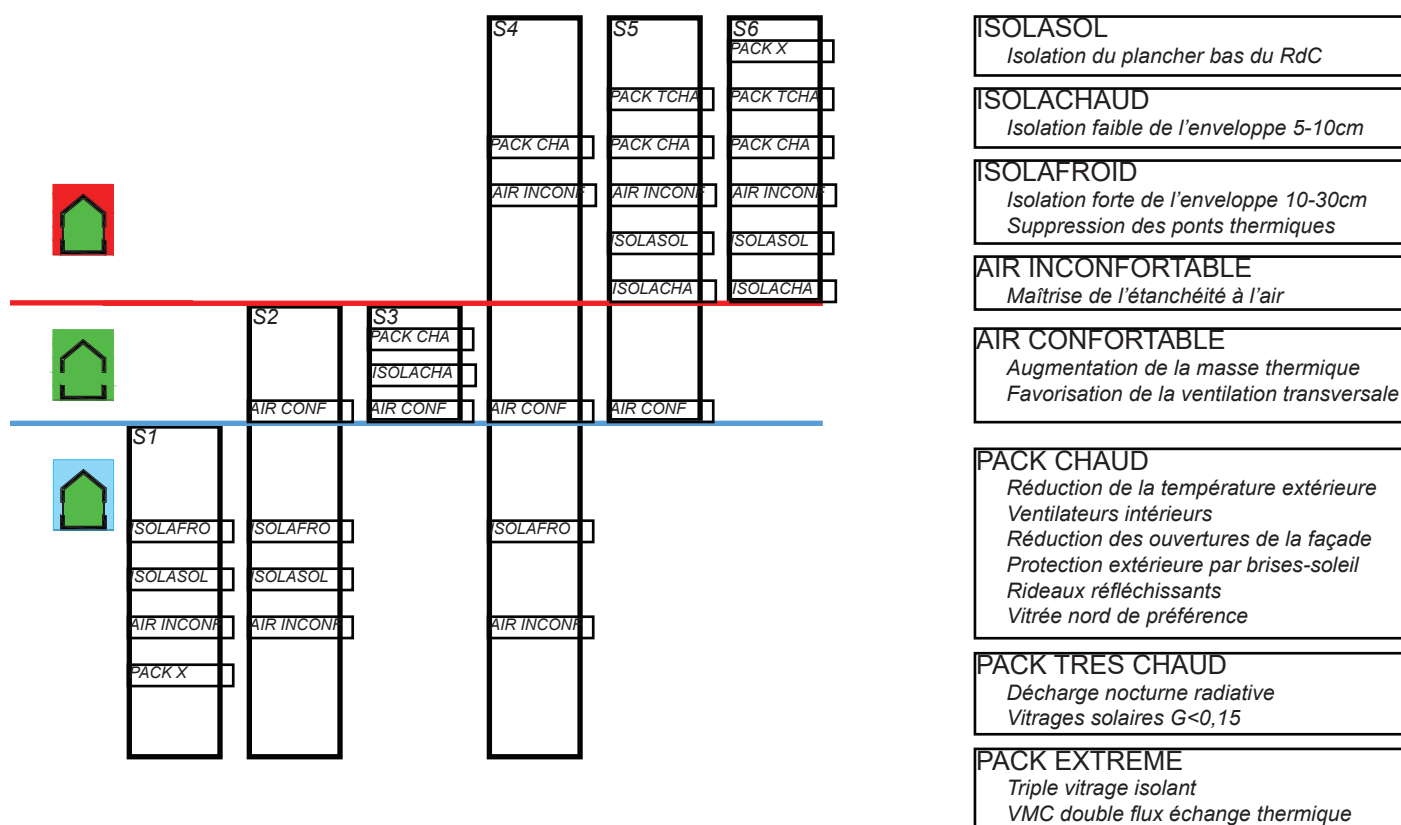 S4
S5
S6
PACK X
PACK TCHA
PACK TCHA
PACK CHA
PACK CHA
PACK CHA
AIR INCONF
AIR INCONF
AIR INCONF
ISOLASOL
ISOLASOL
ISOLACHA
ISOLACHA
S2
S3
PACK CHA
ISOLACHA
AIR CONF
AIR CONF
AIR CONF
AIR CONF
S1
ISOLAFRO
ISOLAFRO
ISOLAFRO
ISOLASOL
ISOLASOL
AIR INCONF
AIR INCONF
AIR INCONF
PACK X
ISOLASOL
Isolation du plancher bas du RdC
ISOLACHAUD
Isolation faible de l’enveloppe 5-10cm
ISOLAFROID
Isolation forte de l’enveloppe 10-30cm
Suppression des ponts thermiques
AIR INCONFORTABLE
Maîtrise de l’étanchéité à l’air
AIR CONFORTABLE
Augmentation de la masse thermique
Favorisation de la ventilation transversale
PACK CHAUD
Réduction de la température extérieure
Ventilateurs intérieurs
Réduction des ouvertures de la façade
Protection extérieure par brises-soleil
Rideaux réfléchissants
Vitrée nord de préférence
PACK TRES CHAUD
Décharge nocturne radiative
Vitrages solaires G<0,15
PACK EXTREME
Triple vitrage isolant
VMC double flux échange thermique